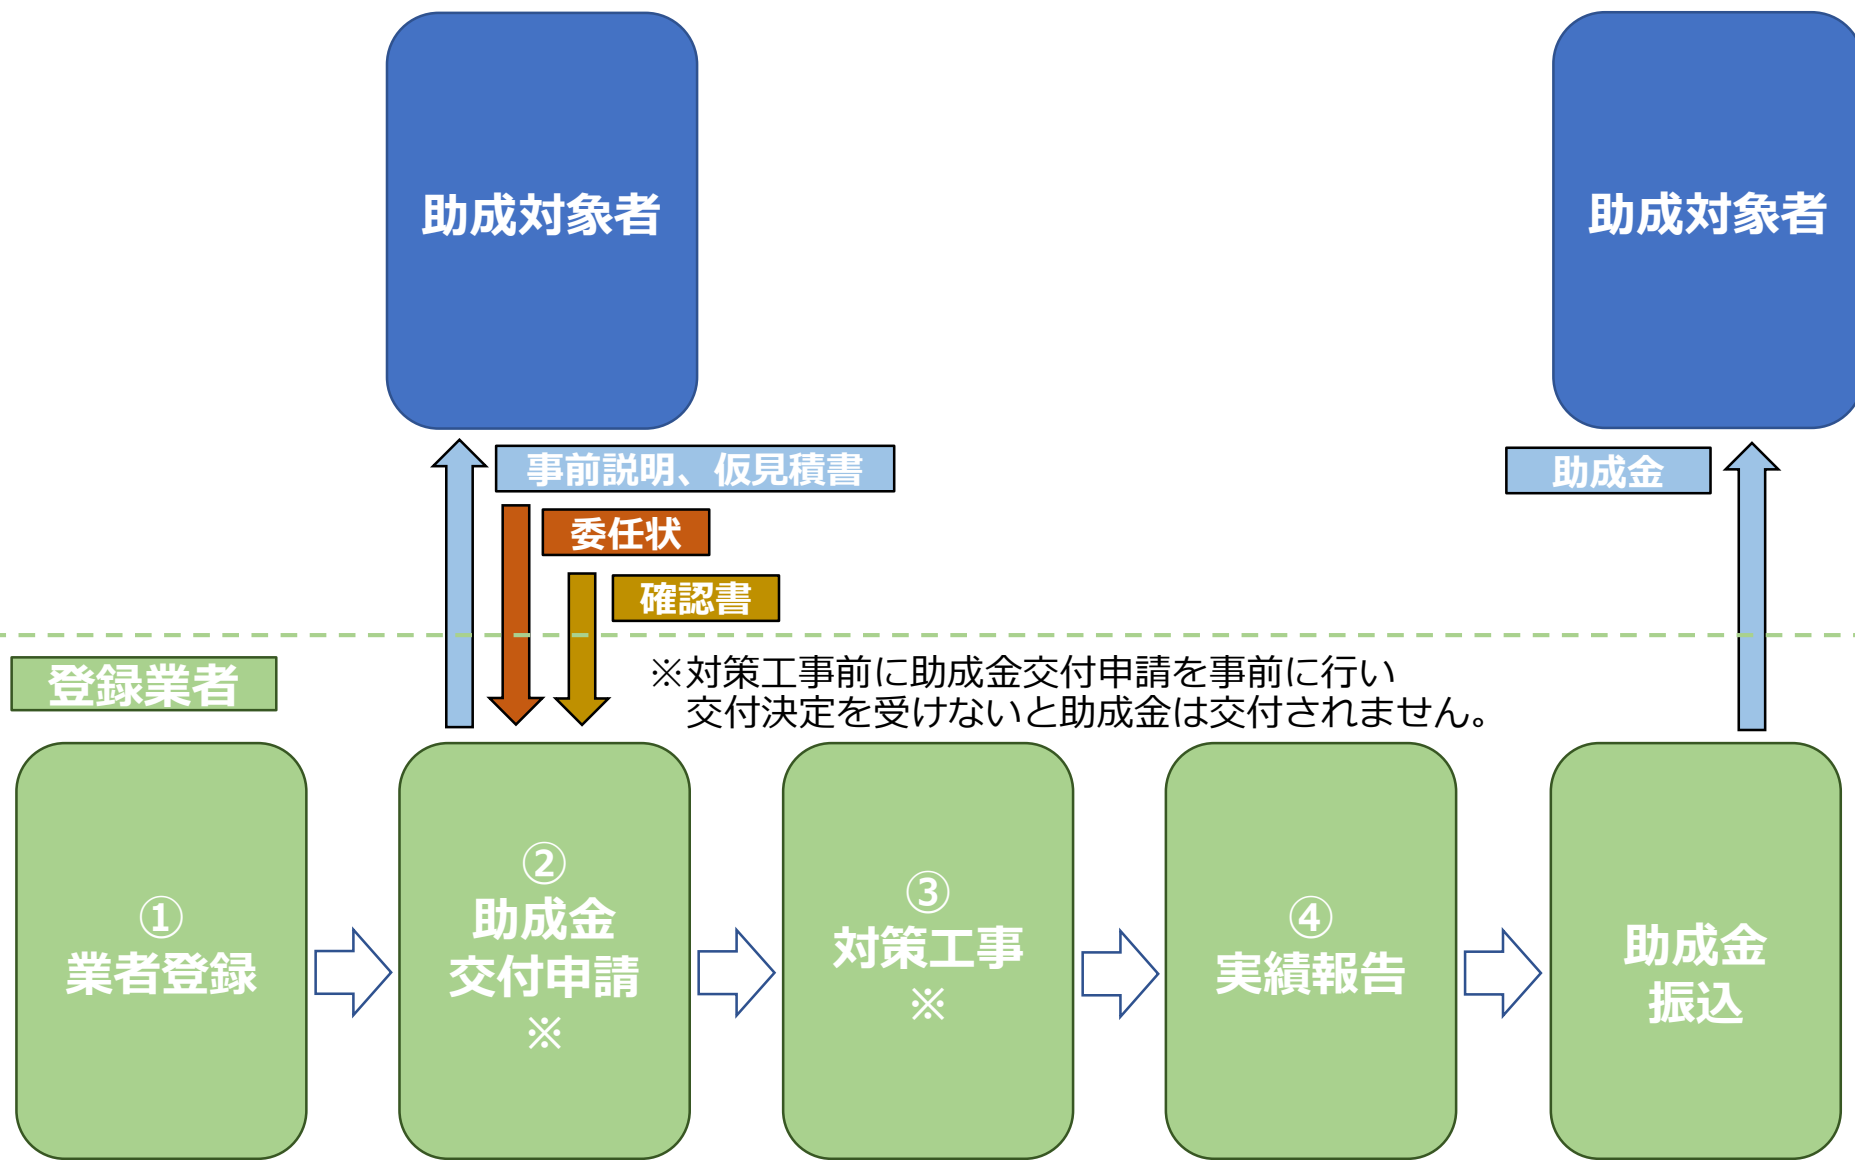 助成対象者
助成対象者
事前説明、仮見積書
助成金
委任状
確認書
登録業者
※対策工事前に助成金交付申請を事前に行い
交付決定を受けないと助成金は交付されません。
①
業者登録
②
助成金
交付申請
※
③
対策工事
※
④
実績報告
助成金
振込